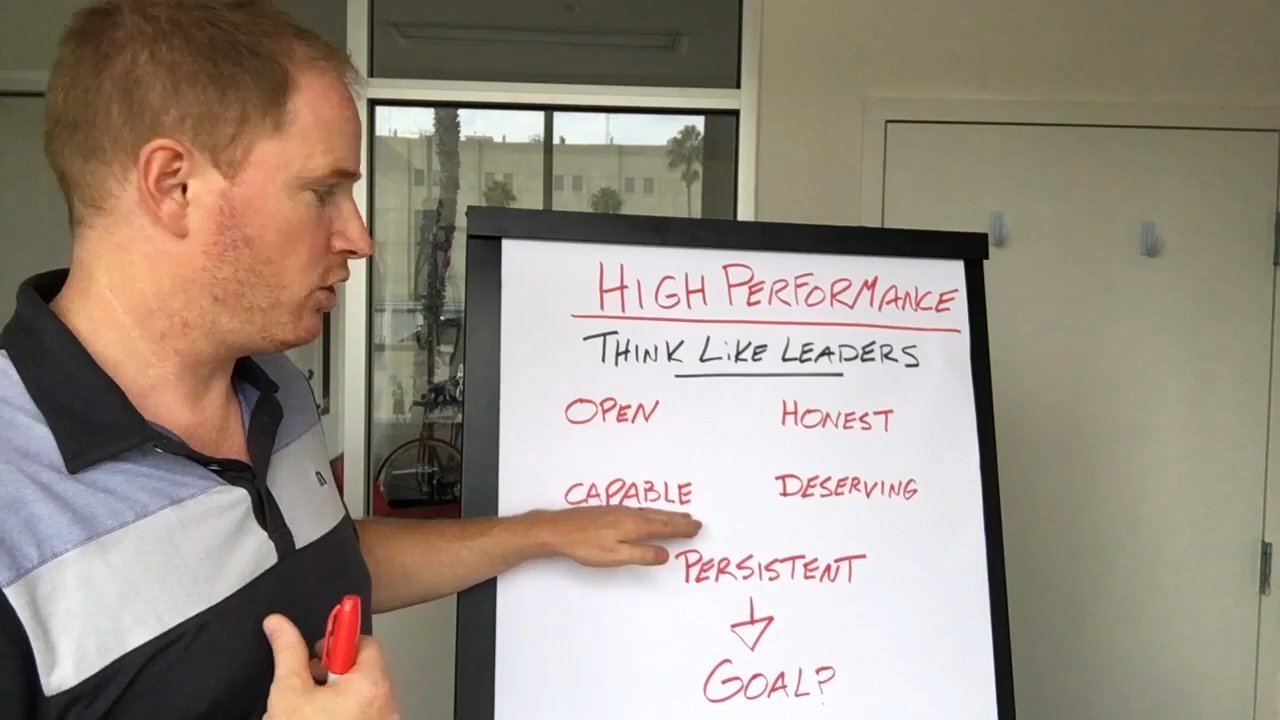 HIGH PERFORMANCE
THINK LiKE LEADERS
OPEN HONEST
CAPABLE DESERVING
PERSISTENT
GOAL?